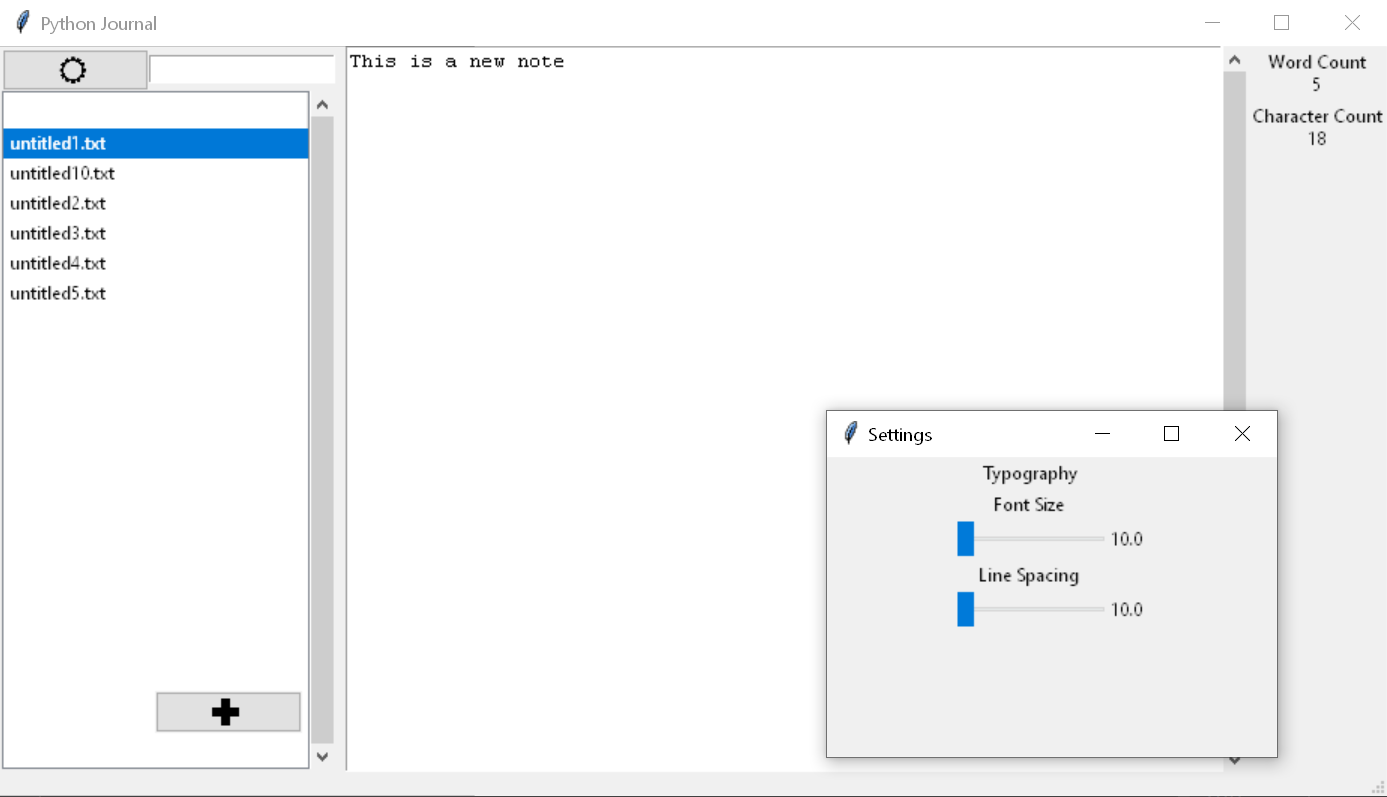 Python Journal
untitled1.txt
untitled10.txt
untitled2.txt
untitled3.txt
untitled4.txt
untitled5.txt
This is a new note
Word Count
5
Character Count
18
Settings
Typography
Font Size
10.0
Line Spacing
10.0